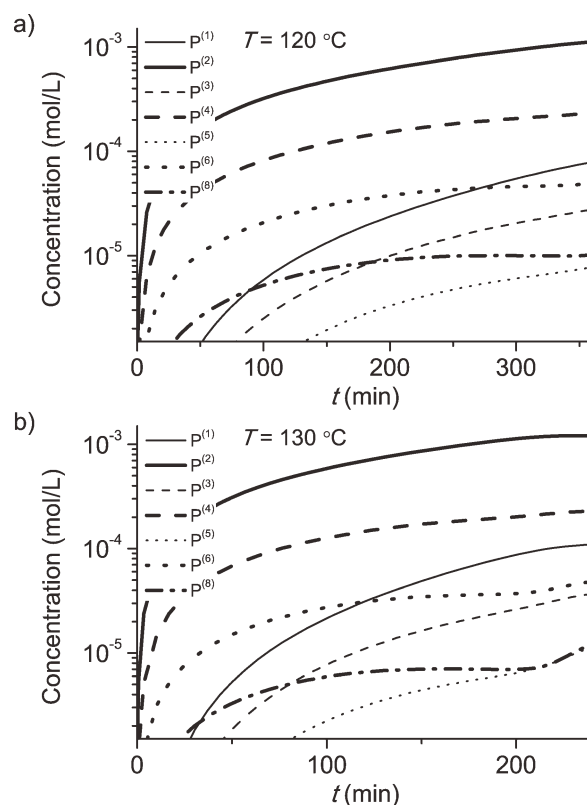 a)
T = 120 °C
P(1)
P(2)
P(3)
P(4)
P(5)
P(6)
P(8)
Concentration (mol/L)
10⁻³
10⁻⁴
10⁻⁵
0 100 200 300
t (min)
b)
T = 130 °C
P(1)
P(2)
P(3)
P(4)
P(5)
P(6)
P(8)
Concentration (mol/L)
10⁻³
10⁻⁴
10⁻⁵
0 100 200
t (min)